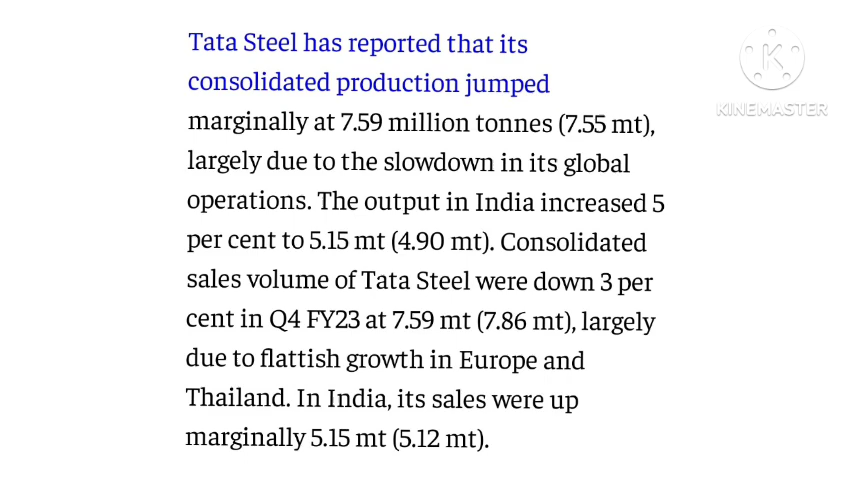 Tata Steel has reported that its
consolidated production jumped
marginally at 7.59 million tonnes (7.55 mt),
largely due to the slowdown in its global
operations. The output in India increased 5
per cent to 5.15 mt (4.90 mt). Consolidated
sales volume of Tata Steel were down 3 per
cent in Q4 FY23 at 7.59 mt (7.86 mt), largely
due to flattish growth in Europe and
Thailand. In India, its sales were up
marginally 5.15 mt (5.12 mt).
K
KINEMASTER